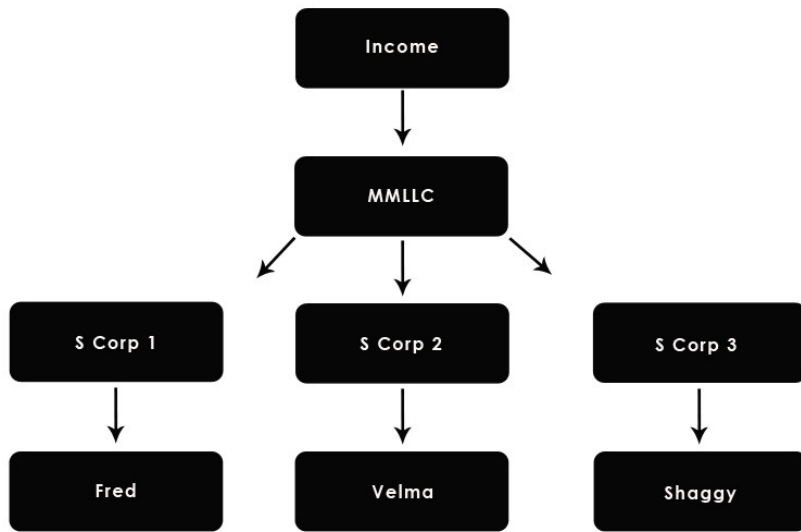 Income
MMLLC
S Corp 1
S Corp 2
S Corp 3
Fred
Velma
Shaggy